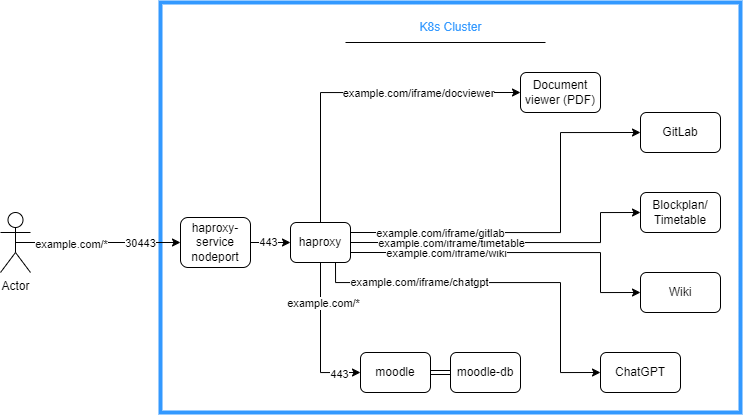 K8s Cluster
example.com/iframe/docviewer
Document
viewer (PDF)
GitLab
Blockplan/
Timetable
haproxy-
service
nodeport
haproxy
example.com/iframe/gitlab
example.com/*
30443
443
example.com/iframe/timetable
example.com/iframe/wiki
Actor
example.com/iframe/chatgpt
Wiki
example.com/*
443
moodle
moodle-db
ChatGPT